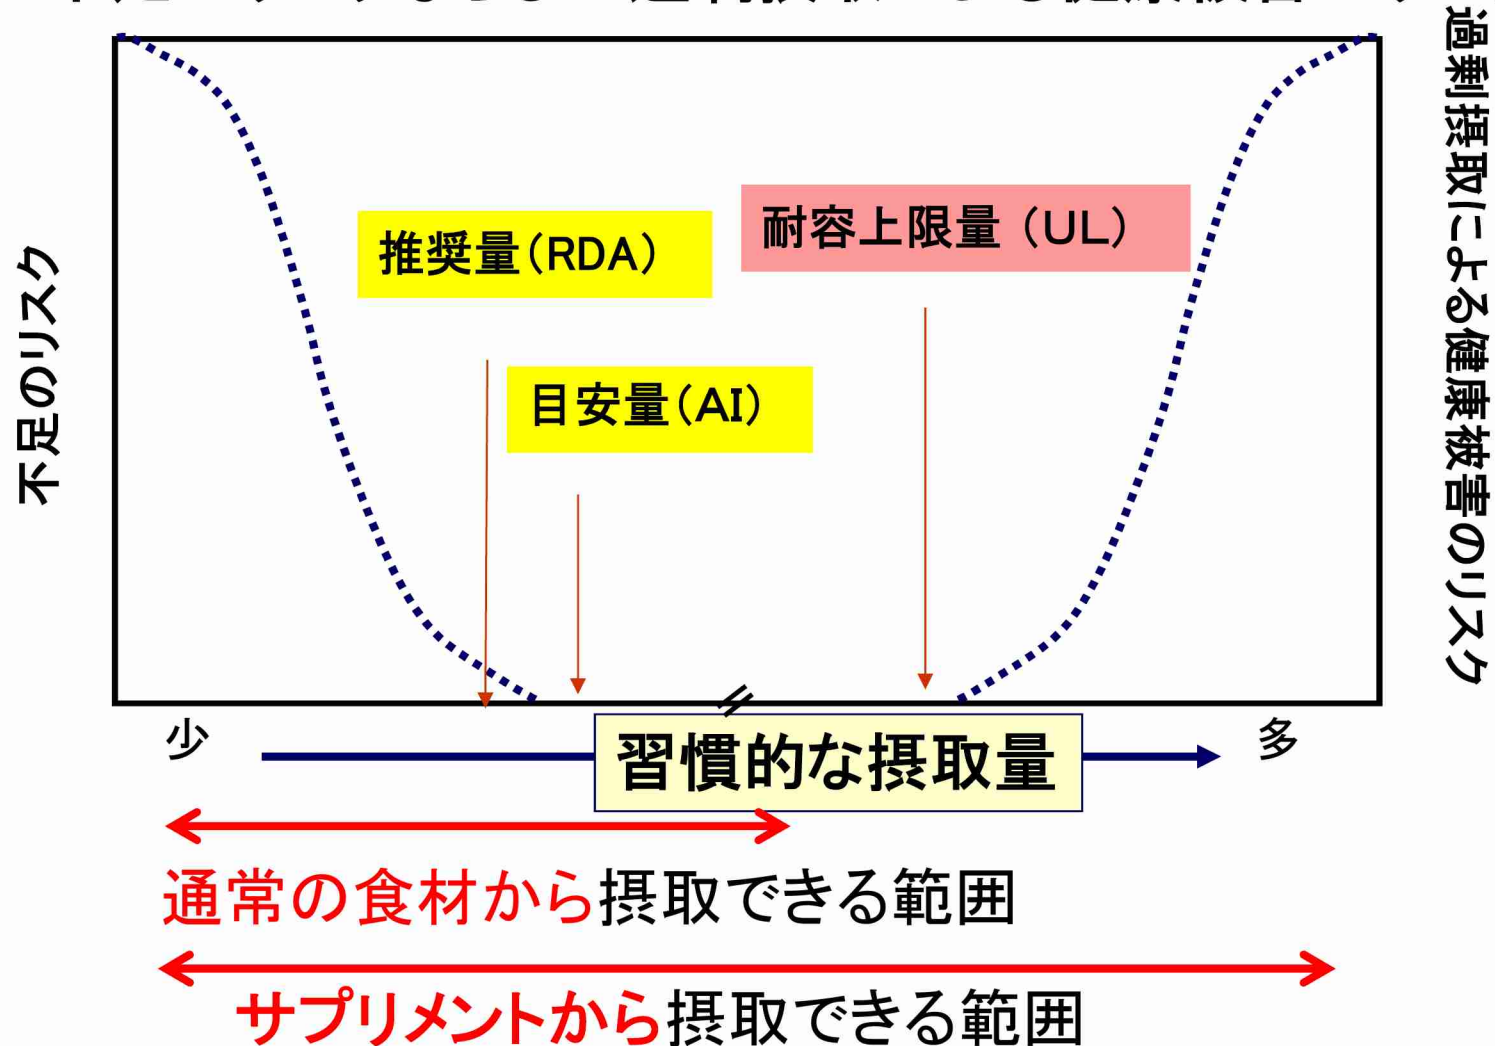 過剰摂取による健康被害のリスク
不足のリスク
推奨量(RDA)
耐容上限量(UL)
目安量(AI)
少
習慣的な摂取量
多
通常の食材から摂取できる範囲
サプリメントから摂取できる範囲